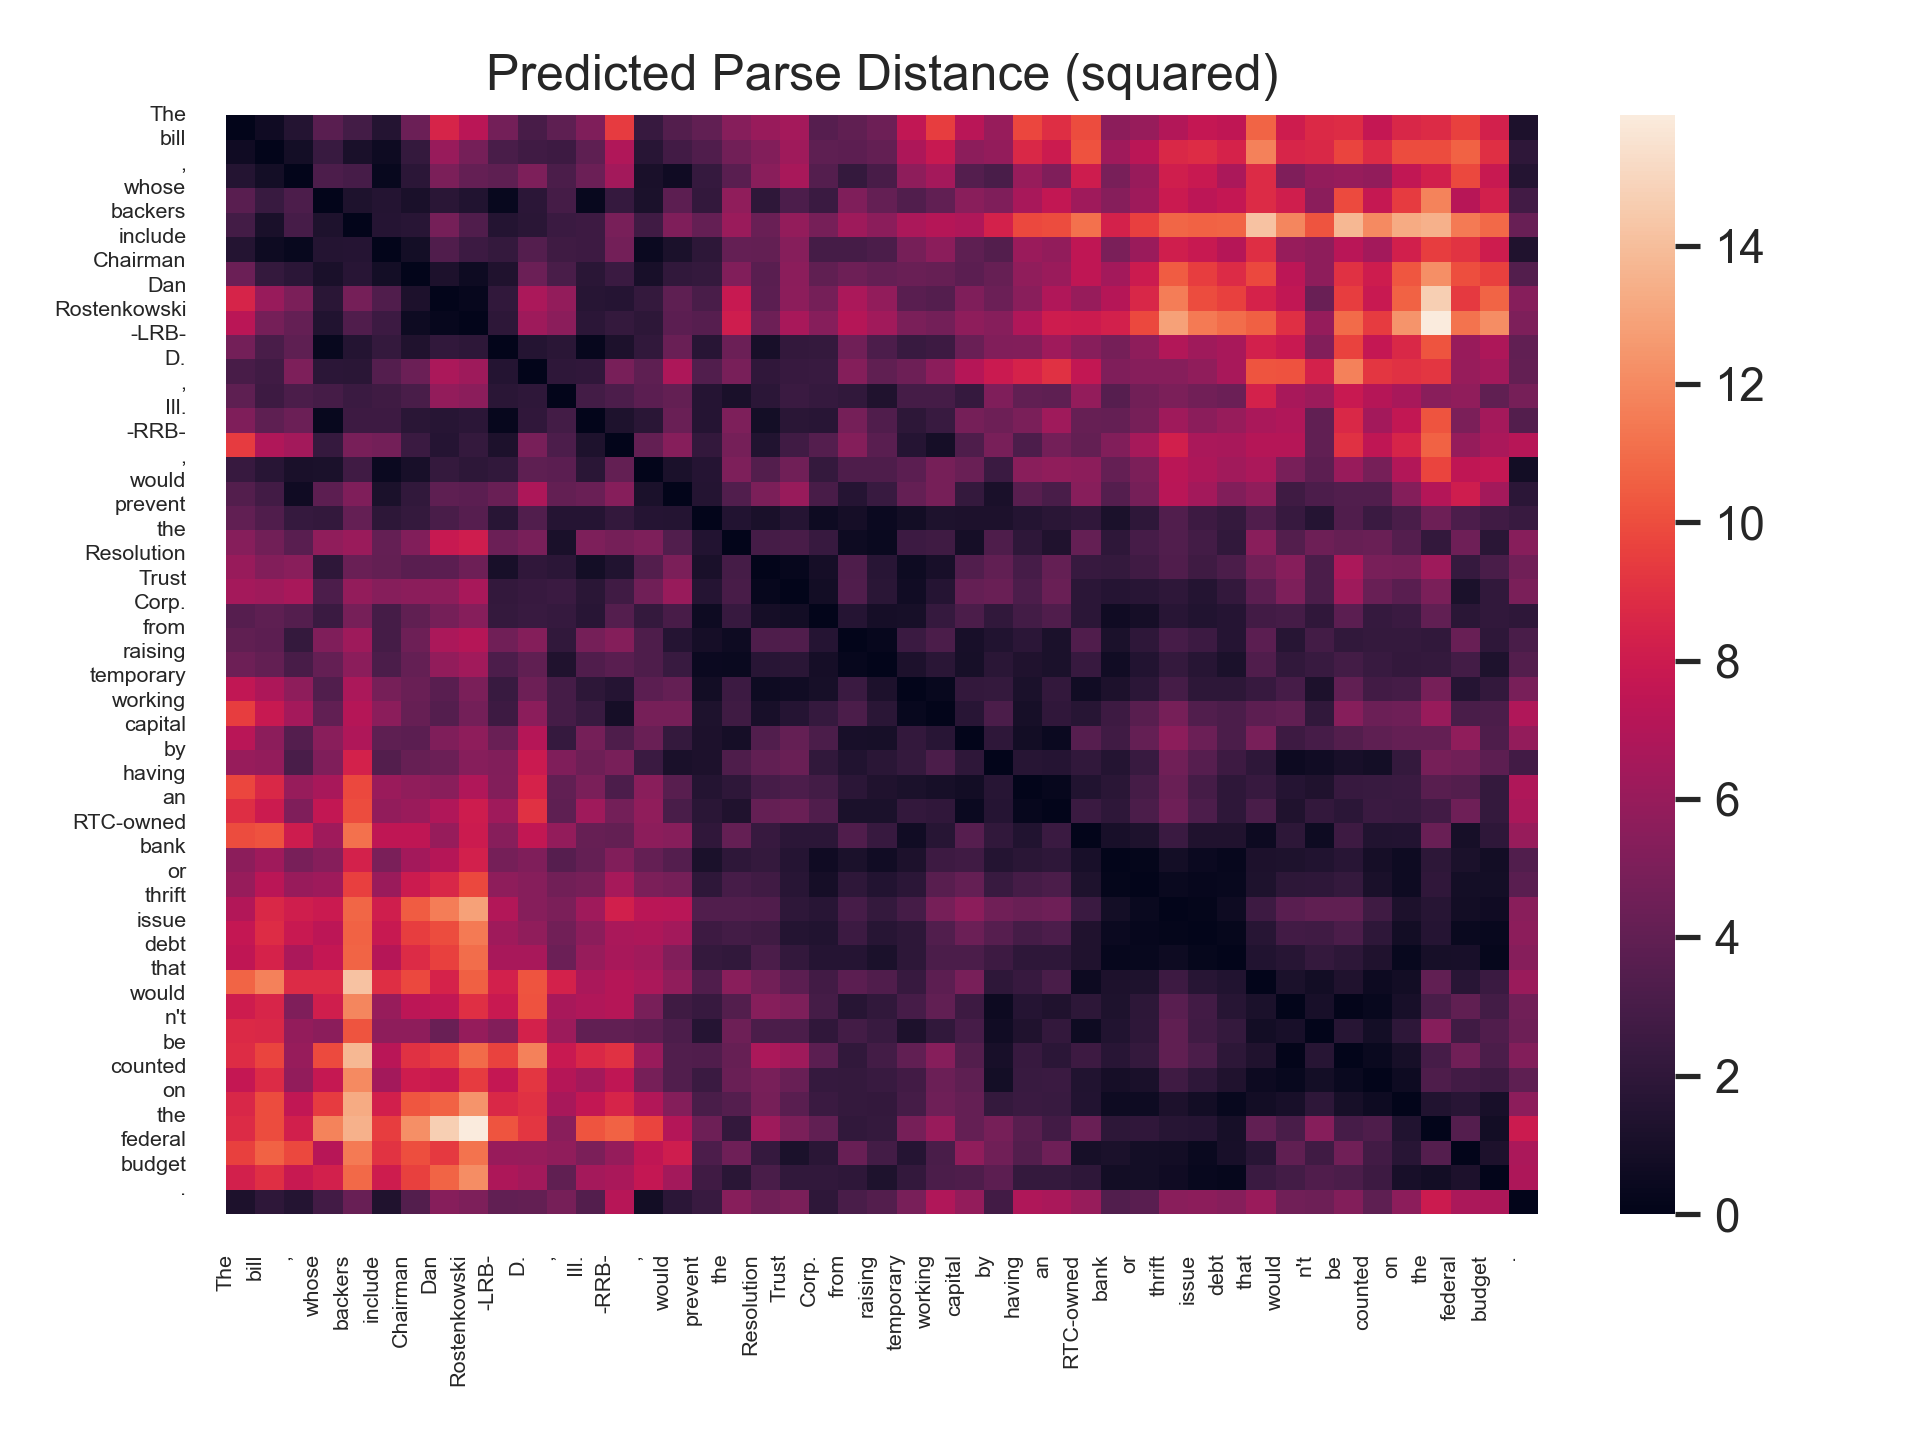 Predicted Parse Distance (squared)
The
bill
,
whose
backers
include
Chairman
Dan
Rostenkowski
-LRB-
D.
,
Ill.
-RRB-
,
would
prevent
the
Resolution
Trust
Corp.
from
raising
temporary
working
capital
by
having
an
RTC-owned
bank
or
thrift
issue
debt
that
would
n't
be
counted
on
the
federal
budget
.
14
12
10
8
6
4
2
0
The bill , whose backers include Chairman Dan Rostenkowski -LRB- D. , Ill. -RRB- , would prevent the Resolution Trust Corp. from raising temporary working capital by having an RTC-owned bank or thrift issue debt that would n't be counted on the federal budget .